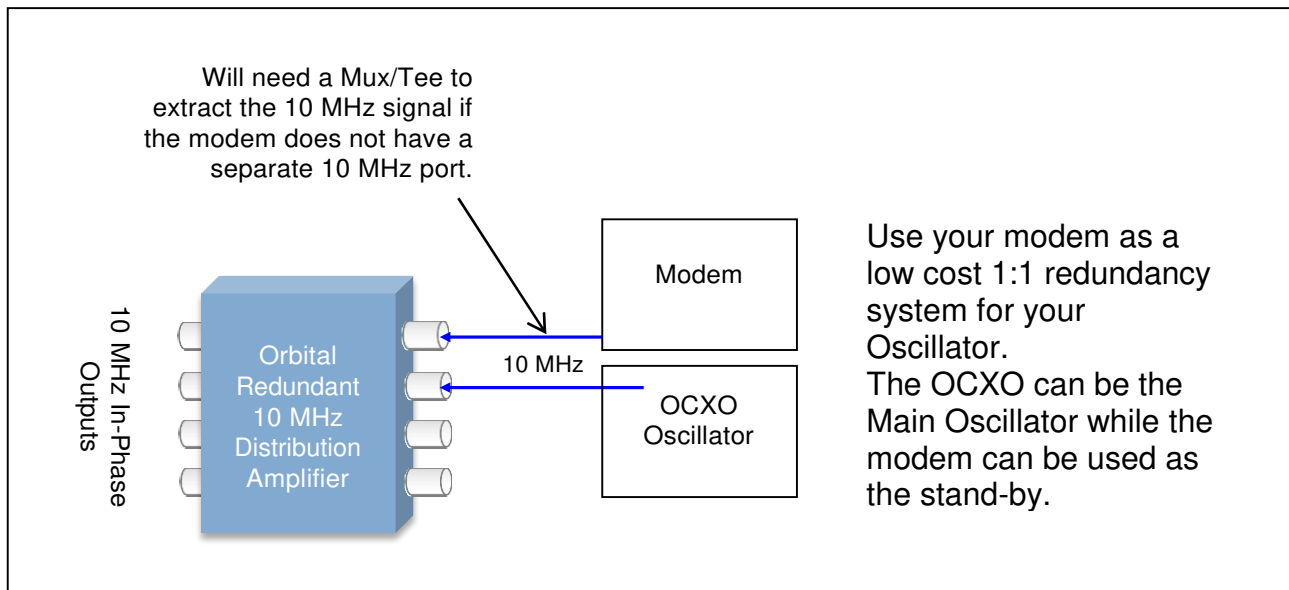 Will need a Mux/Tee to
extract the 10 MHz signal if
the modem does not have a
separate 10 MHz port.
10 MHz In-Phase
Outputs
Orbital
Redundant
10 MHz
Distribution
Amplifier
10 MHz
Modem
OCXO
Oscillator
Use your modem as a
low cost 1:1 redundancy
system for your
Oscillator.
The OCXO can be the
Main Oscillator while the
modem can be used as
the stand-by.